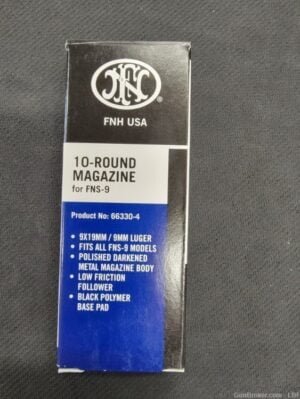 FN
FNH USA
10-ROUND
MAGAZINE
for FNS-9
Product No: 66330-4
• 9X19MM / 9MM LUGER
• FITS ALL FNS-9 MODELS
• POLISHED DARKENED
METAL MAGAZINE BODY
• LOW FRICTION
FOLLOWER
• BLACK POLYMER
BASE PAD